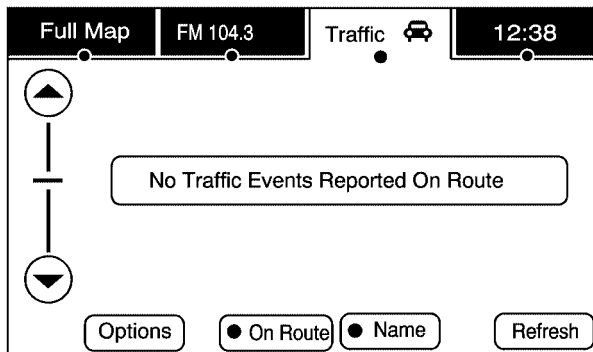 Full Map
FM 104.3
Traffic
12:38
No Traffic Events Reported On Route
Options
On Route
Name
Refresh